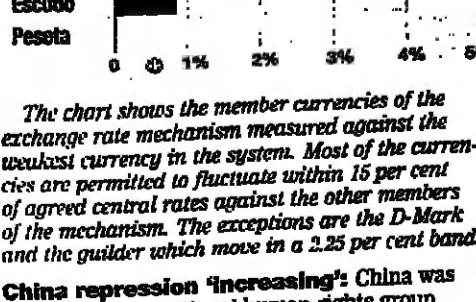 Escudo
Peseta
0 1% 2% 3% 4% 5
The chart shows the member currencies of the
exchange rate mechanism measured against the
weakest currency in the system. Most of the curren-
cies are permitted to fluctuate within 15 per cent
of agreed central rates against the other members
of the mechanism. The exceptions are the D-Mark
and the guilder which move in a 2.25 per cent band
China repression 'increasing': China was
human rights group